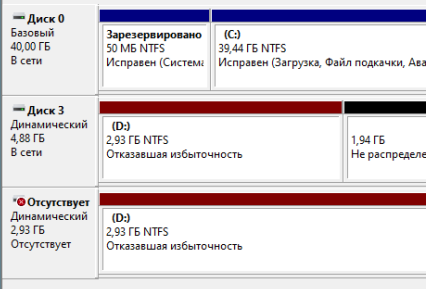 Диск 0
Базовый
40,00 ГБ
В сети
Зарезервировано
50 МБ NTFS
Исправен (Система
(C:)
39,44 ГБ NTFS
Исправен (Загрузка, Файл подкачки, Ава
Диск 3
Динамический
4,88 ГБ
В сети
(D:)
2,93 ГБ NTFS
Отказавшая избыточность
1,94 ГБ
Не распределе
Отсутствует
Динамический
2,93 ГБ
Отсутствует
(D:)
2,93 ГБ NTFS
Отказавшая избыточность